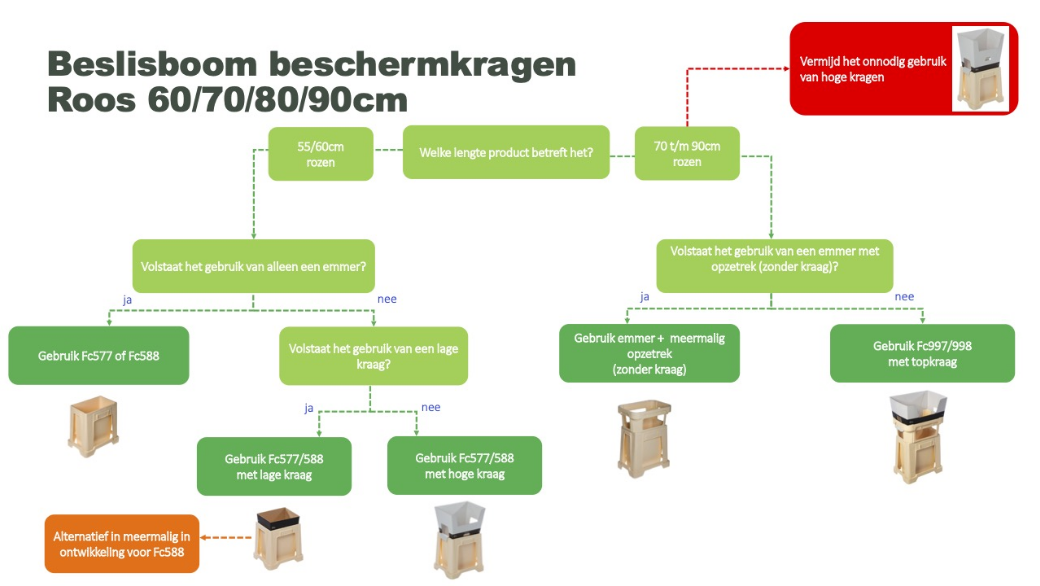 Beslisboom beschermkragen
Roos 60/70/80/90cm
Vermijd het onnodig gebruik
van hoge kragen
55/60cm
rozen
Welke lengte product betreft het?
70 t/m 90cm
rozen
Volstaat het gebruik van alleen een emmer?
Volstaat het gebruik van een emmer met
opzetrek (zonder kraag)?
ja
nee
ja
nee
Gebruik Fc577 of Fc588
Volstaat het gebruik van een lage
kraag?
Gebruik emmer + meermalig
opzetrek
(zonder kraag)
Gebruik Fc997/998
met topkraag
ja
nee
Gebruik Fc577/588
met lage kraag
Gebruik Fc577/588
met hoge kraag
Alternatief in meermalig in
ontwikkeling voor Fc588